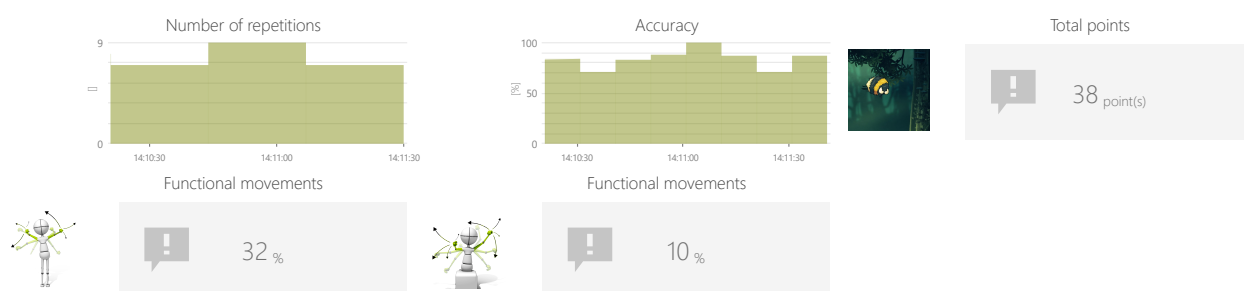 Number of repetitions
9
[]
0
14:10:30
14:11:00
14:11:30
Accuracy
100
[%]
50
0
14:10:30
14:11:00
14:11:30
Total points
38 point(s)
Functional movements
32 %
Functional movements
10 %